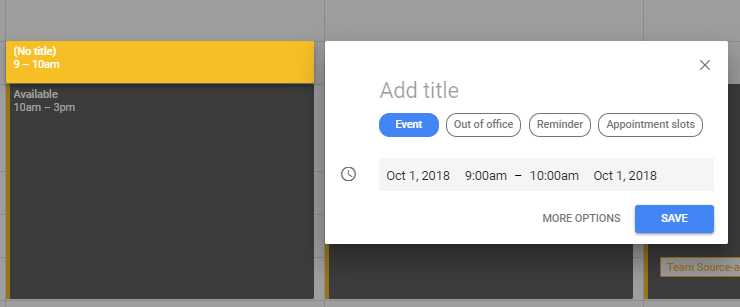 (No title)
9 – 10am
Available
10am – 3pm
Add title
Event
Out of office
Reminder
Appointment slots
Oct 1, 2018 9:00am – 10:00am Oct 1, 2018
MORE OPTIONS
SAVE
Team Source-a